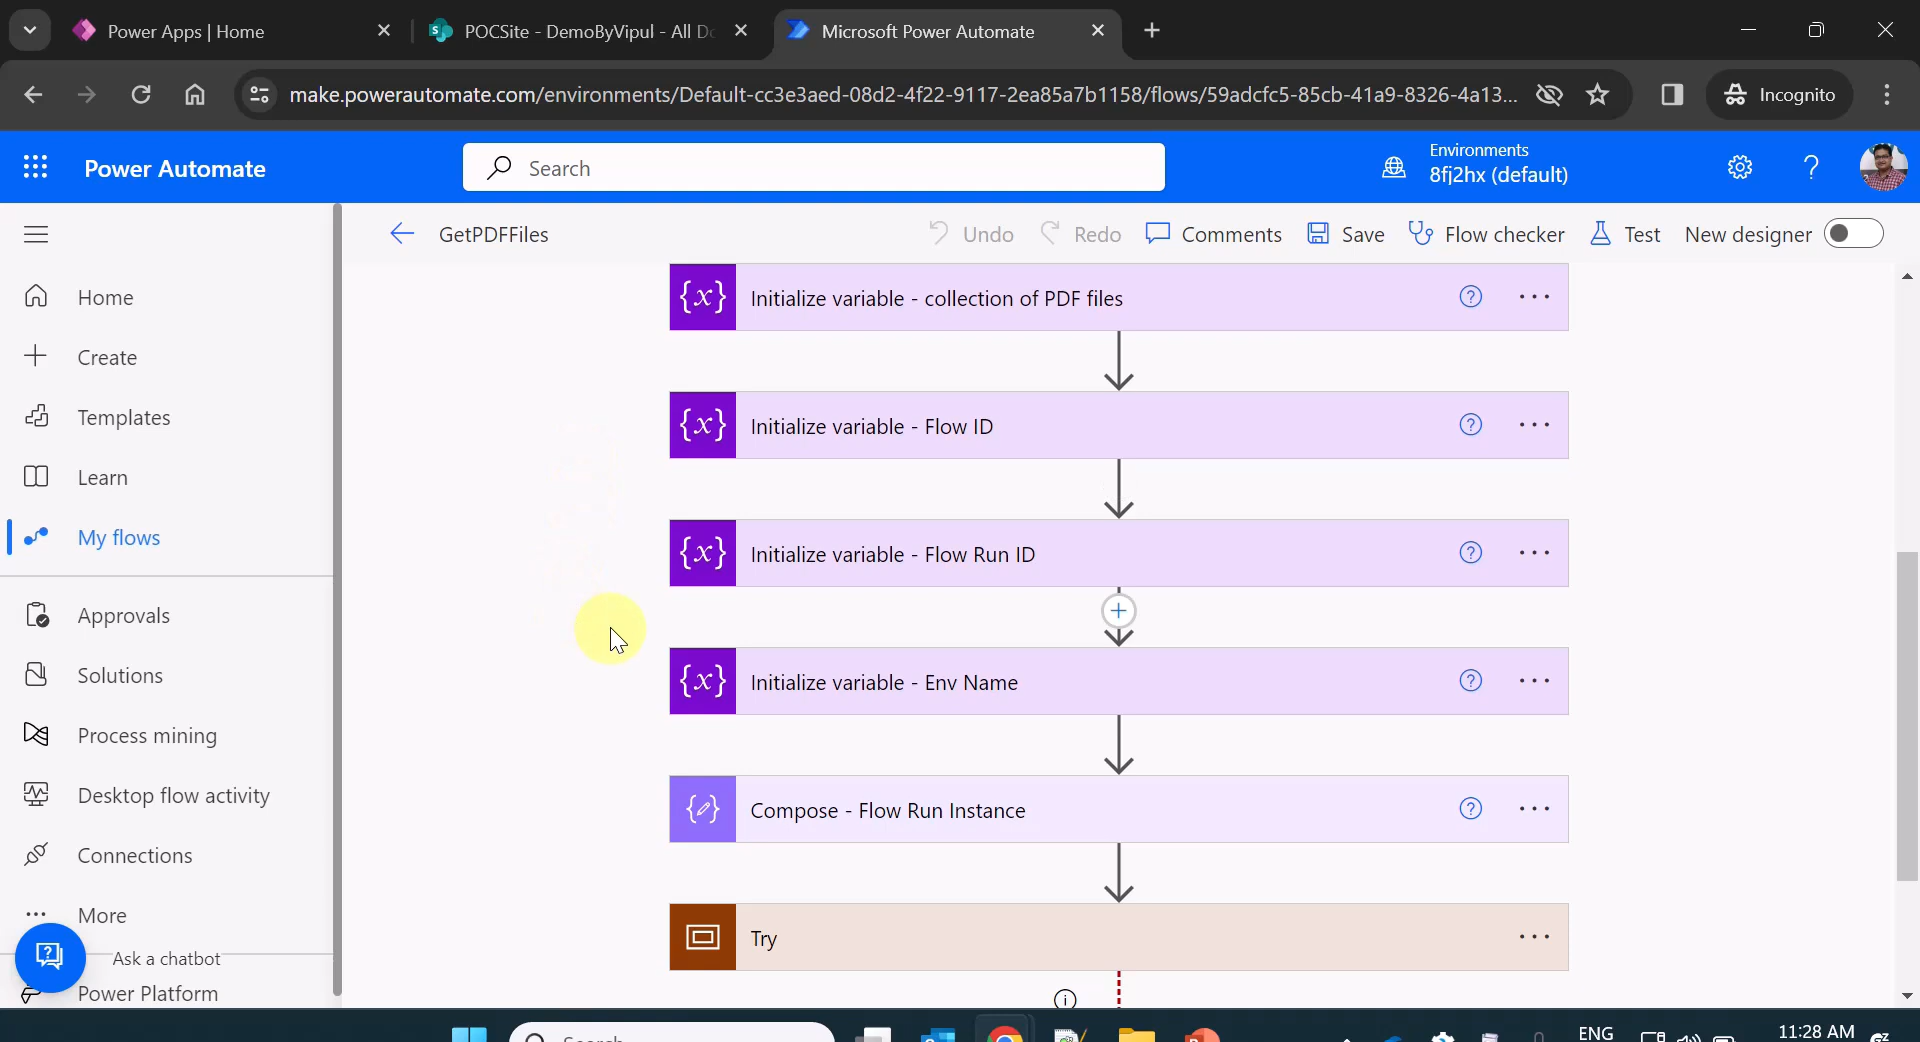 Power Apps | Home
POCSite - DemoByVipul - All Do
Microsoft Power Automate
make.powerautomate.com/environments/Default-cc3e3aed-08d2-4f22-9117-2ea85a7b1158/flows/59adcfc5-85cb-41a9-8326-4a13...
Incognito
Power Automate
Search
Environments
8fj2hx (default)
GetPDFFiles
Undo
Redo
Comments
Save
Flow checker
Test
New designer
Home
Create
Templates
Learn
My flows
Approvals
Solutions
Process mining
Desktop flow activity
Connections
More
Ask a chatbot
Power Platform
Initialize variable - collection of PDF files
Initialize variable - Flow ID
Initialize variable - Flow Run ID
Initialize variable - Env Name
Compose - Flow Run Instance
Try
Search
ENG
11:28 AM